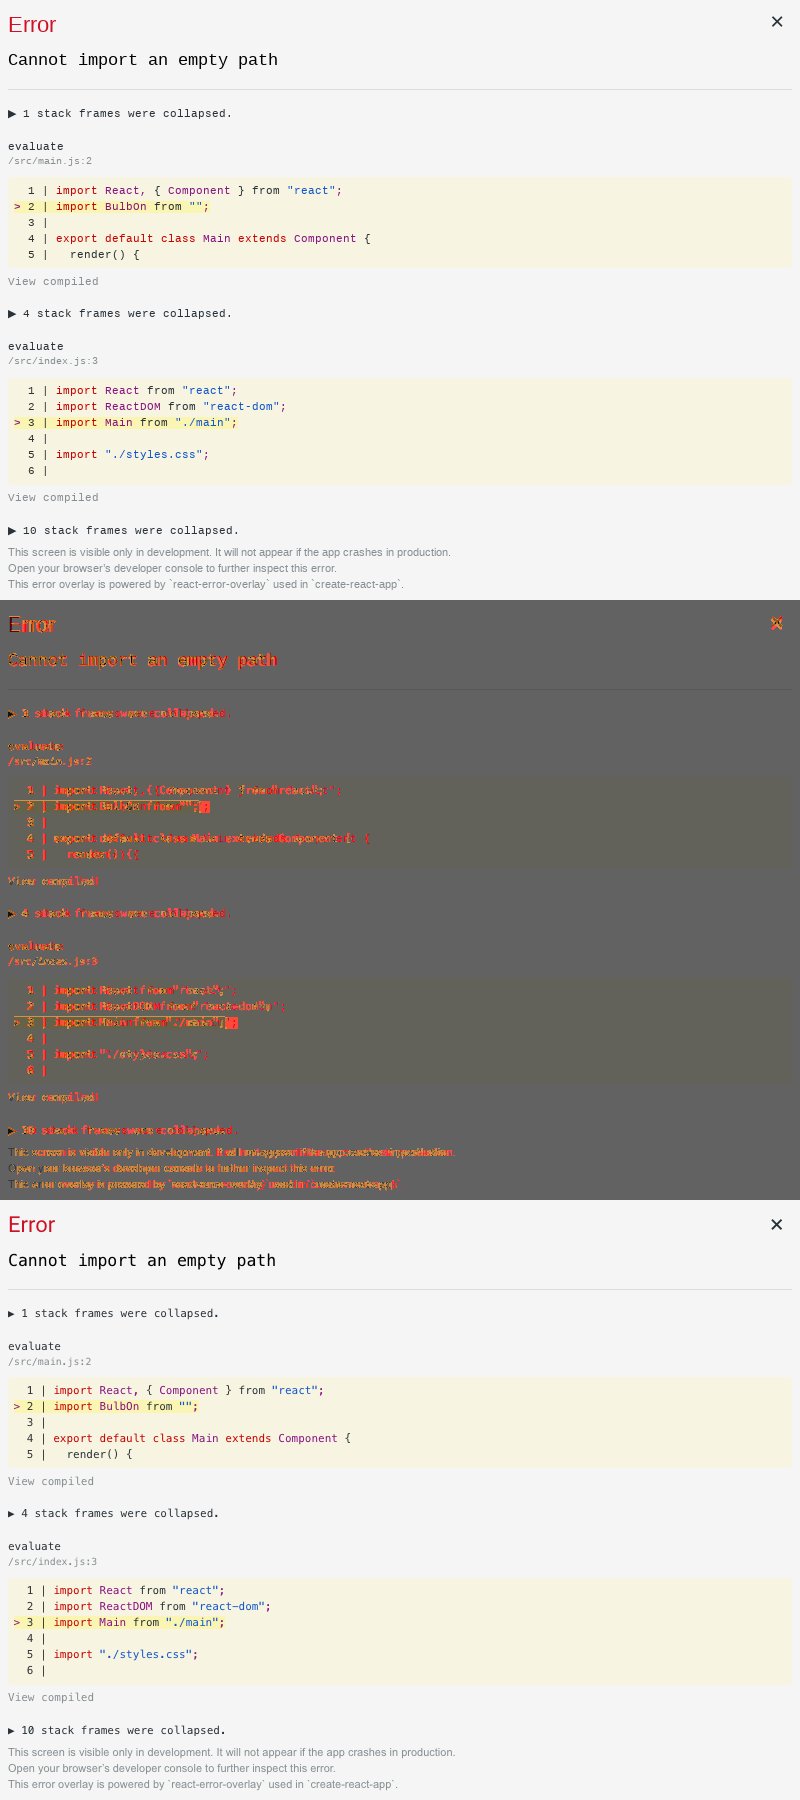 Error
✕
Cannot import an empty path
▶ 1 stack frames were collapsed.
evaluate
/src/main.js:2
1 | import React, { Component } from "react";
> 2 | import BulbOn from "";
3 |
4 | export default class Main extends Component {
5 |   render() {
View compiled
▶ 4 stack frames were collapsed.
evaluate
/src/index.js:3
1 | import React from "react";
2 | import ReactDOM from "react-dom";
> 3 | import Main from "./main";
4 |
5 | import "./styles.css";
6 |
View compiled
▶ 10 stack frames were collapsed.
This screen is visible only in development. It will not appear if the app crashes in production.
Open your browser’s developer console to further inspect this error.
This error overlay is powered by `react-error-overlay` used in `create-react-app`.
Error
✕
Cannot import an empty path
▶ stack frames were collapsed.
evaluate
/src/main.js:2
1 | import React, { Component } from "react";
> 2 | import BulbOn from "";
3 |
4 | export default class Main extends Component {
5 | render() {
View compiled
▶ 4 stack frames were collapsed.
evaluate
/src/index.js:3
1 | import React from "react";
2 | import ReactDOM from "react-dom";
> 3 | import Main from "./main";
4 |
5 | import "./styles.css";
6 |
View compiled
▶ 10 stack frames were collapsed.
This screen is visible only in development. It will not appear if the app crashes in production.
Open your browser's developer console to further inspect this error.
This error overlay is powered by `react-error-overlay` used in `create-react-app`.
Error
✕
Cannot import an empty path
▶ 1 stack frames were collapsed.
evaluate
/src/main.js:2
1 | import React, { Component } from "react";
> 2 | import BulbOn from "";
3 |
4 | export default class Main extends Component {
5 |   render() {
View compiled
▶ 4 stack frames were collapsed.
evaluate
/src/index.js:3
1 | import React from "react";
2 | import ReactDOM from "react-dom";
> 3 | import Main from "./main";
4 |
5 | import "./styles.css";
6 |
View compiled
▶ 10 stack frames were collapsed.
This screen is visible only in development. It will not appear if the app crashes in production.
Open your browser’s developer console to further inspect this error.
This error overlay is powered by `react-error-overlay` used in `create-react-app`.